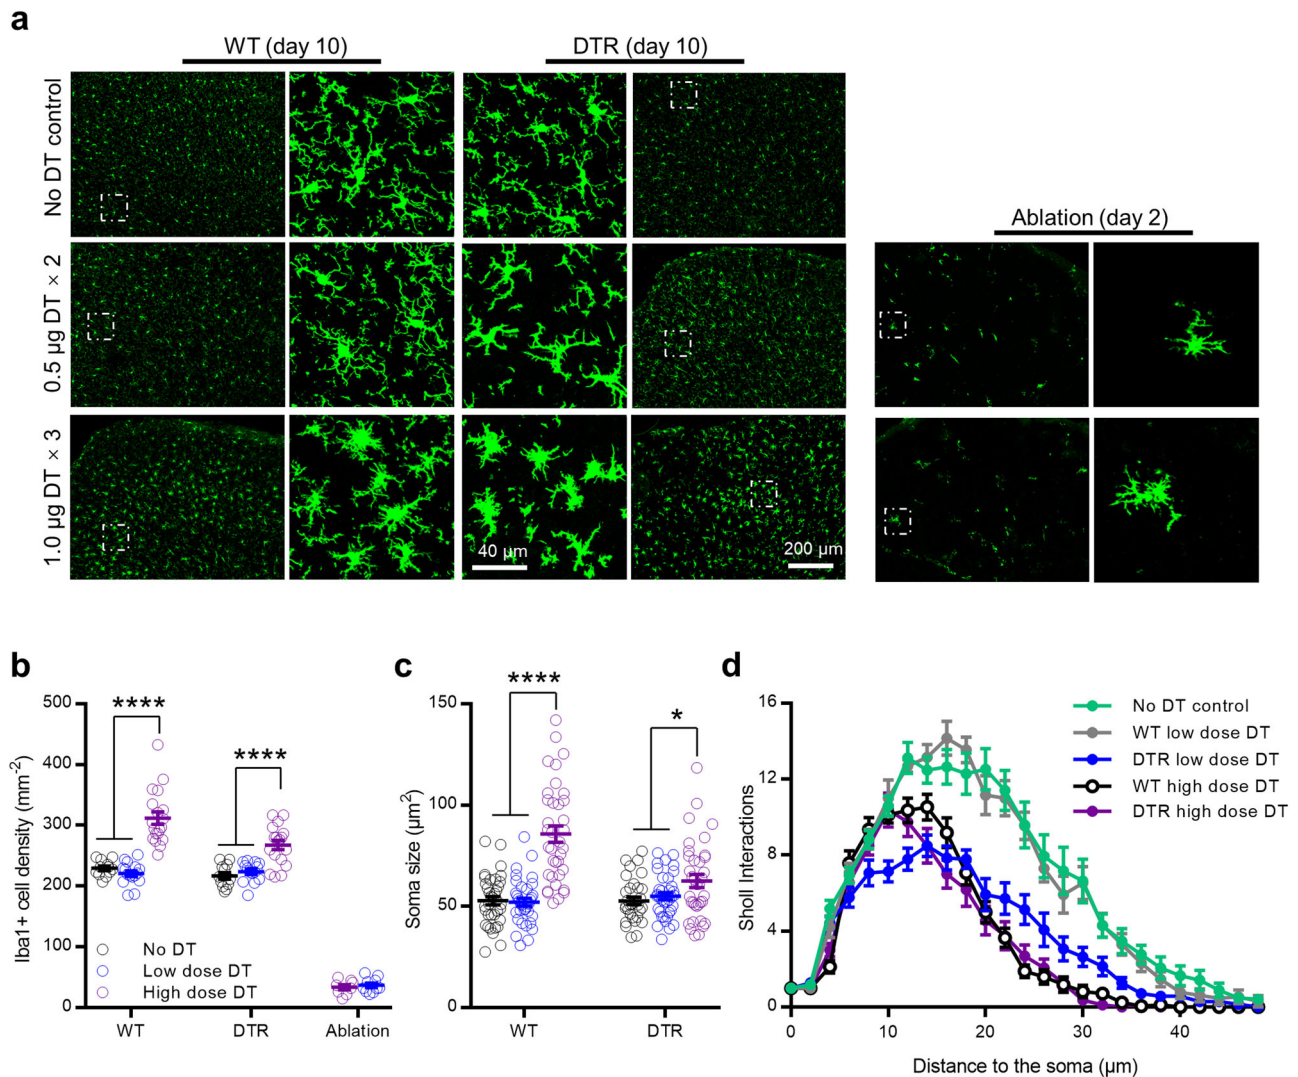 a
WT (day 10)
DTR (day 10)
No DT control
Ablation (day 2)
0.5 µg DT × 2
1.0 µg DT × 3
40 µm
200 µm
b
c
d
500
400
300
200
100
0
Iba1+ cell density (mm-2)
****
****
No DT
Low dose DT
High dose DT
WT
DTR
Ablation
150
100
50
0
Soma size (µm2)
****
*
WT
DTR
16
12
8
4
0
Sholl Interactions
No DT control
WT low dose DT
DTR low dose DT
WT high dose DT
DTR high dose DT
0
10
20
30
40
Distance to the soma (µm)